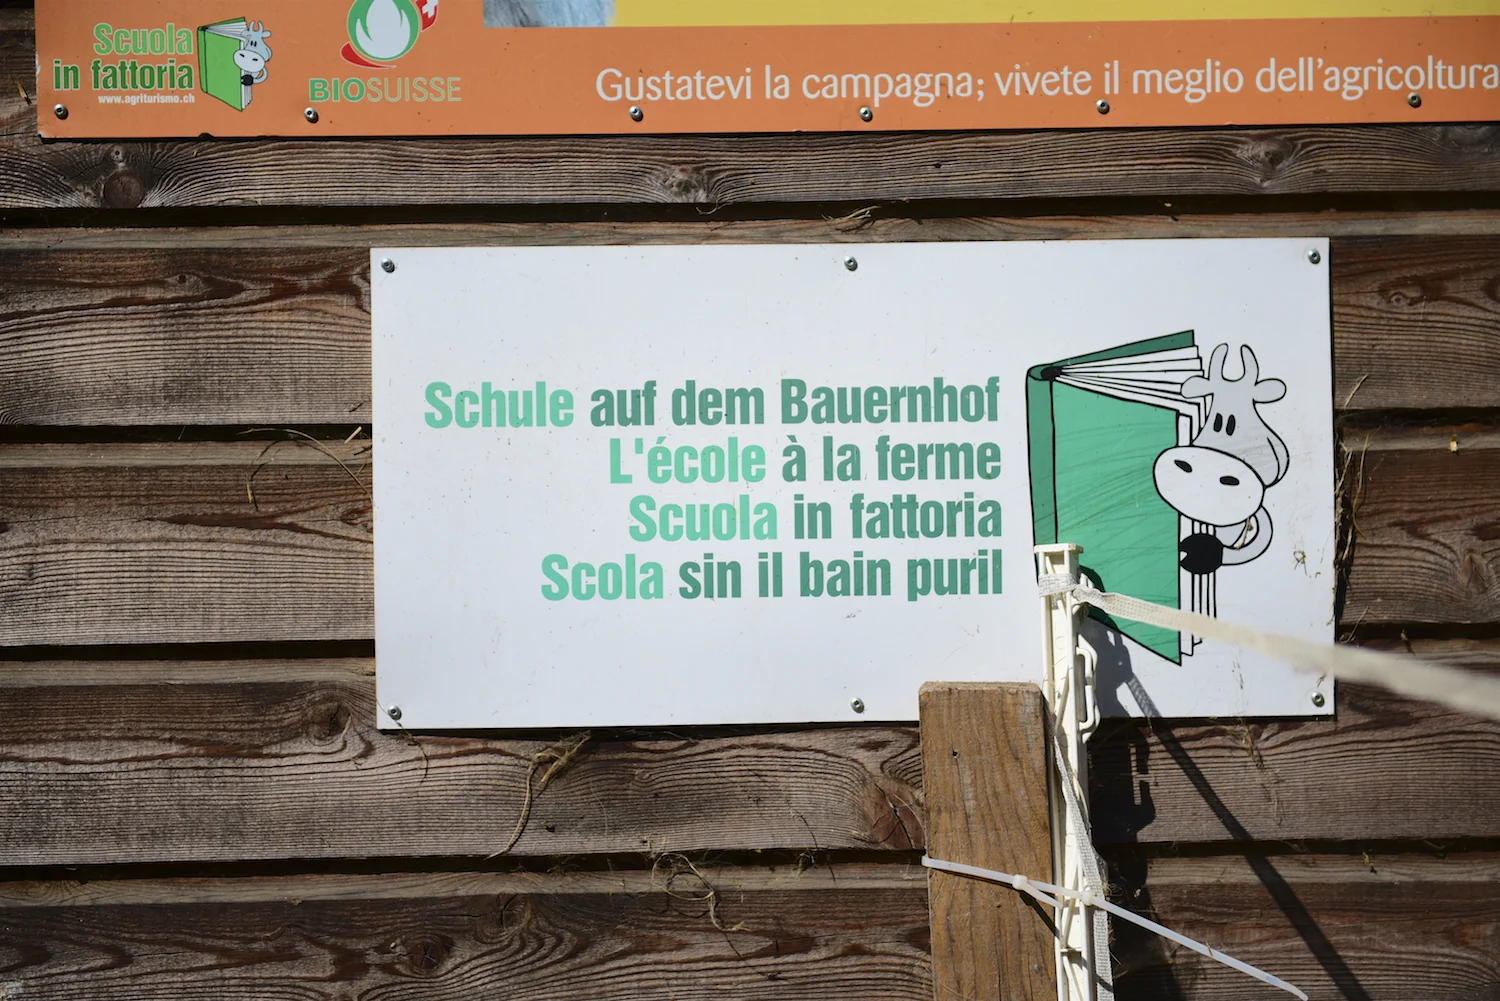 Scuola
in fattoria
www.agriturismo.ch
BIOSUISSE
Gustatevi la campagna; vivete il meglio dell'agricoltura
Schule auf dem Bauernhof
L'école à la ferme
Scuola in fattoria
Scola sin il bain puril